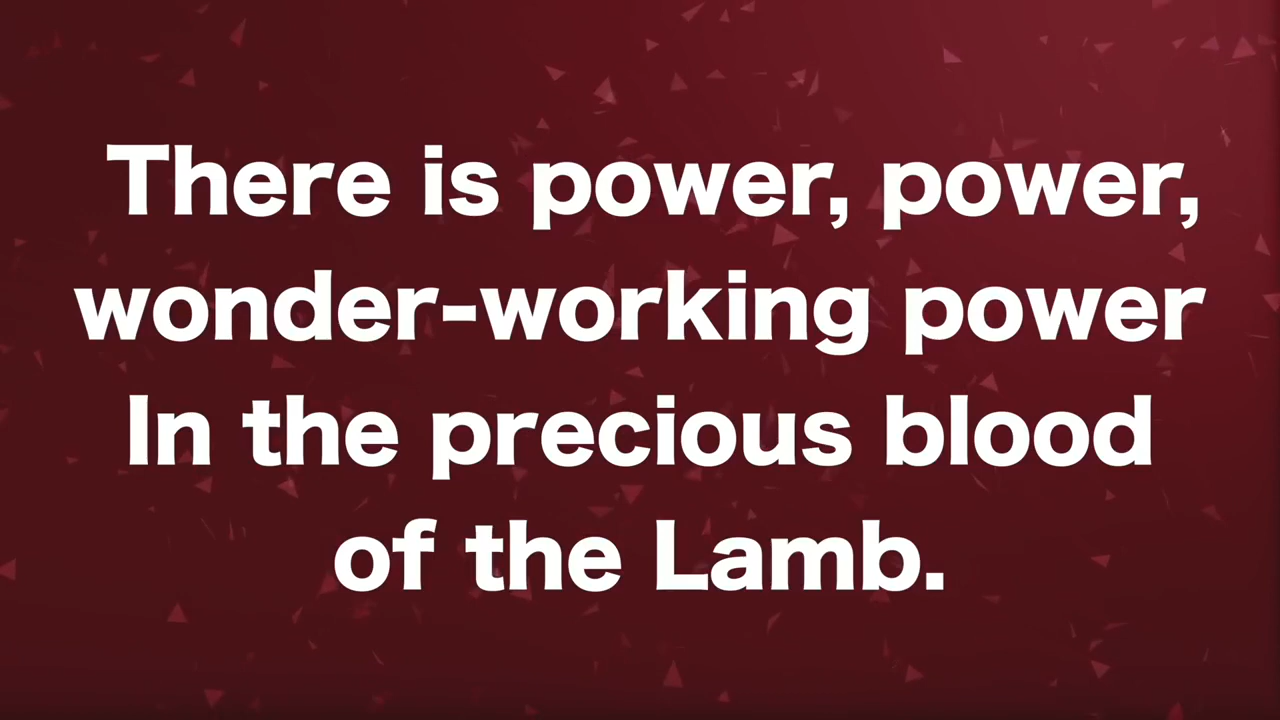 There is power, power,
wonder-working power
In the precious blood
of the Lamb.